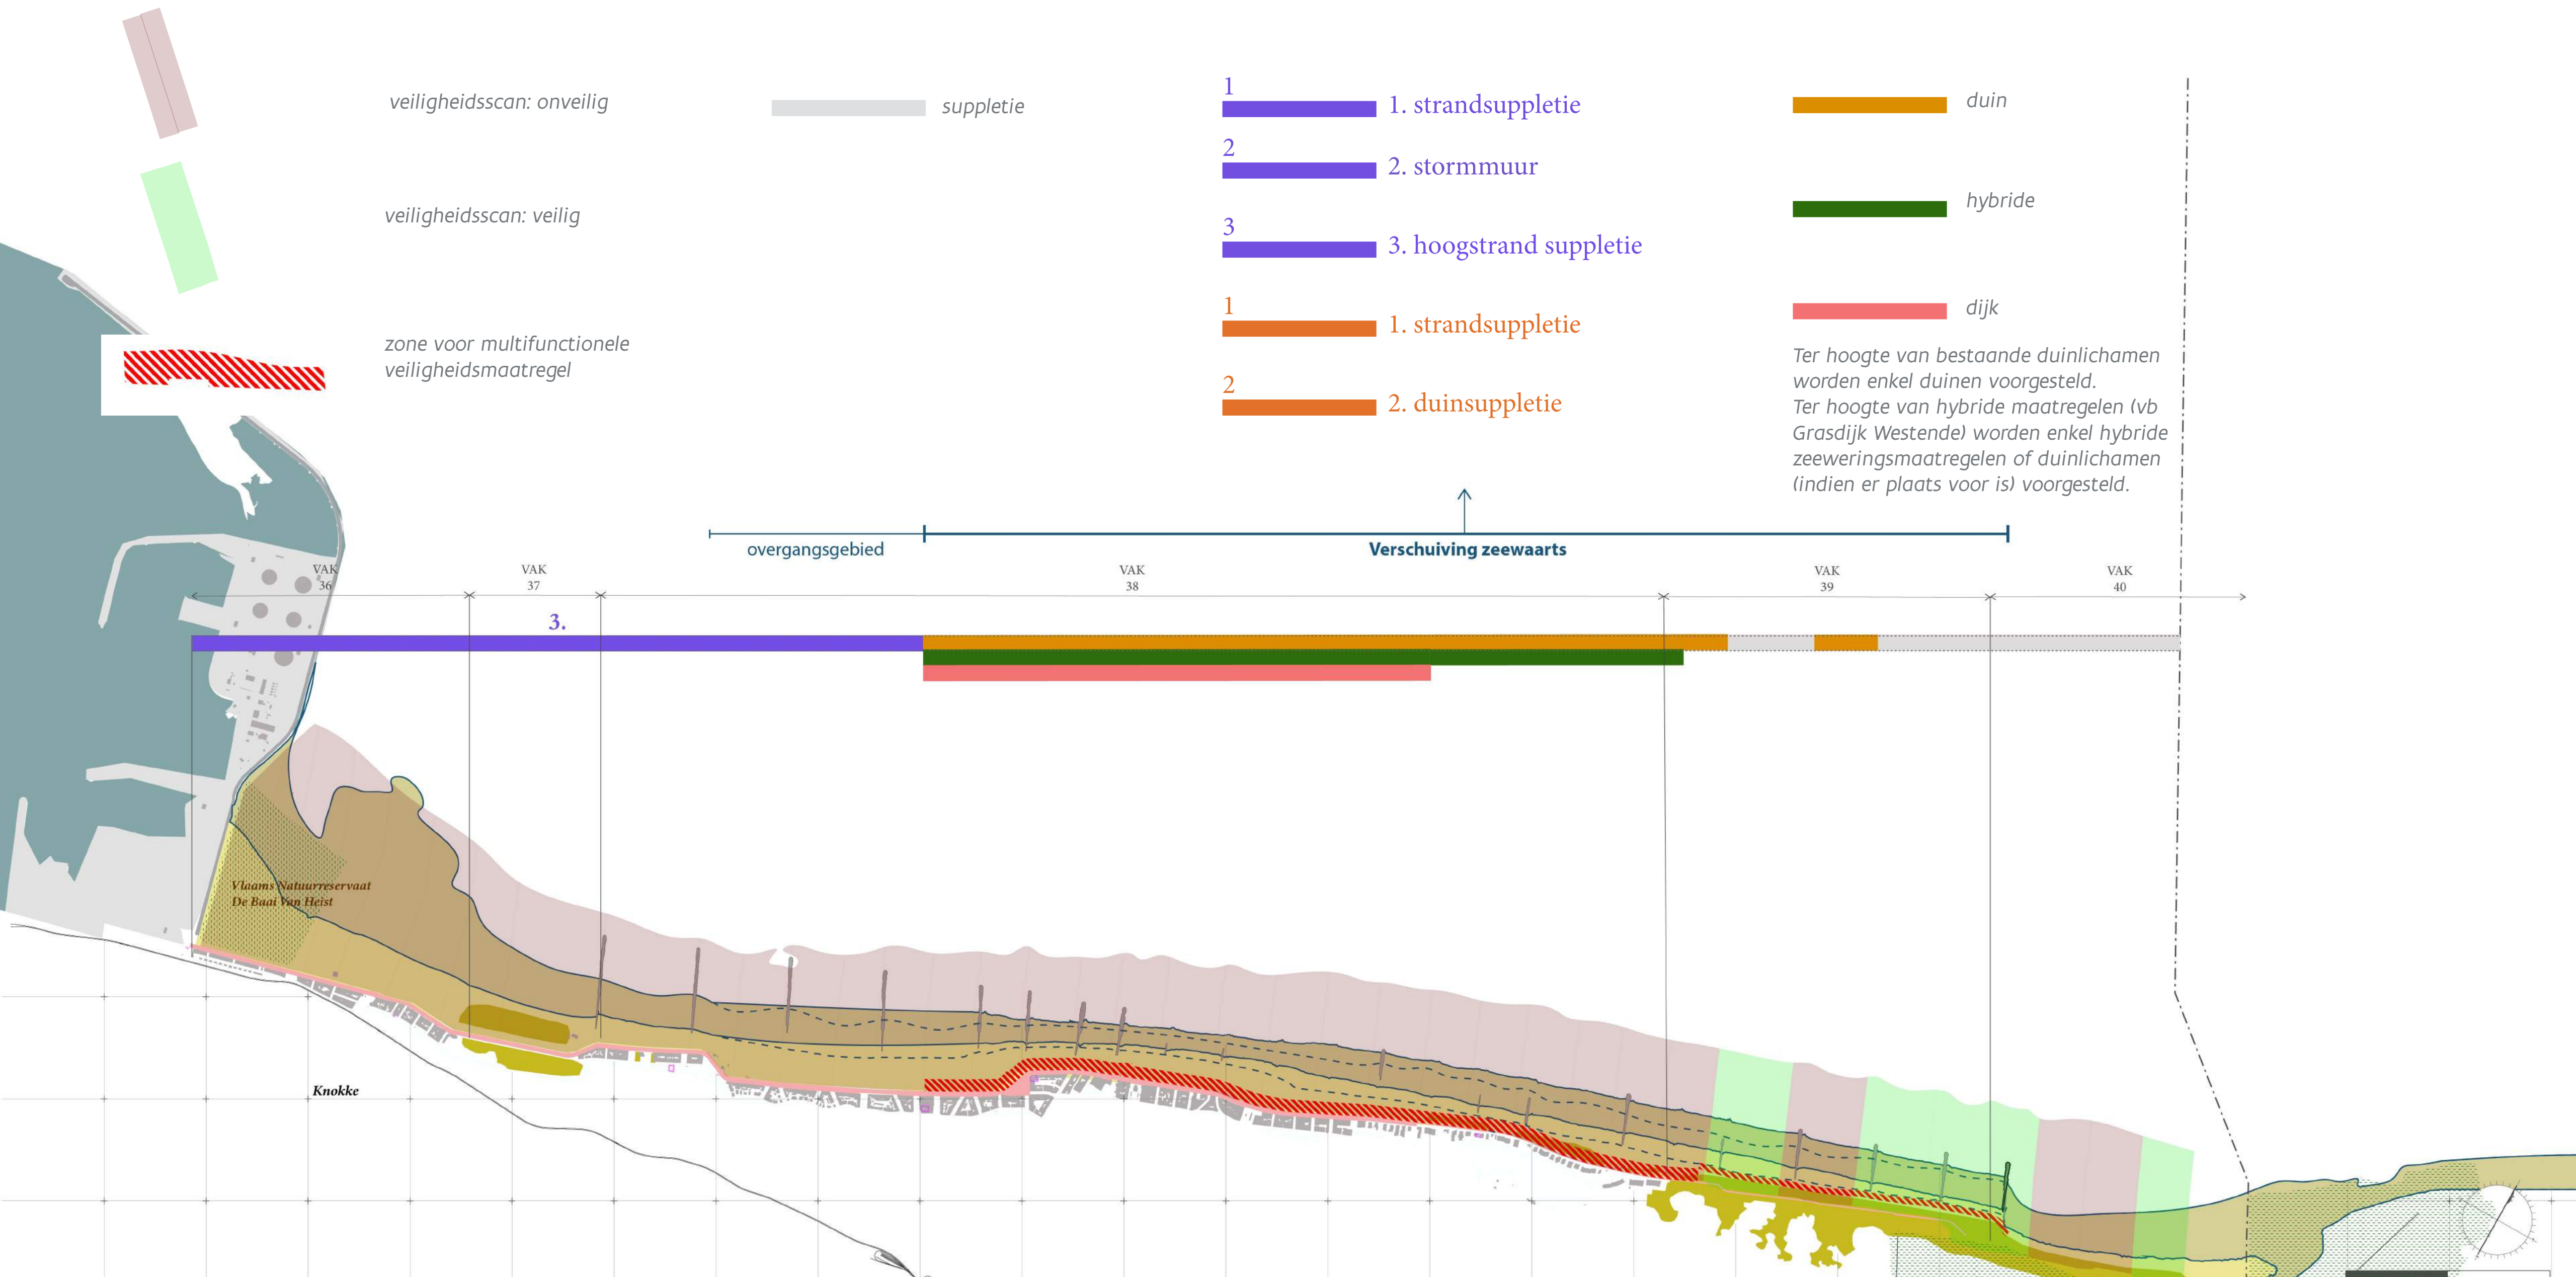 veiligheidsscan: onveilig
veiligheidsscan: veilig
zone voor multifunctionele
veiligheidsmaatregel
suppletie
1
1. strandsuppletie
2
2. stormmuur
3
3. hoogstrand suppletie
1
1. strandsuppletie
2
2. duinsuppletie
duin
hybride
dijk
Ter hoogte van bestaande duinlichamen
worden enkel duinen voorgesteld.
Ter hoogte van hybride maatregelen (vb
Grasdijk Westende) worden enkel hybride
zeeweringsmaatregelen of duinlichamen
(indien er plaats voor is) voorgesteld.
overgangsgebied
Verschuiving zeewaarts
VAK
36
VAK
37
VAK
38
VAK
39
VAK
40
3.
Vlaams Natuurreservaat
De Baai Van Heist
Knokke